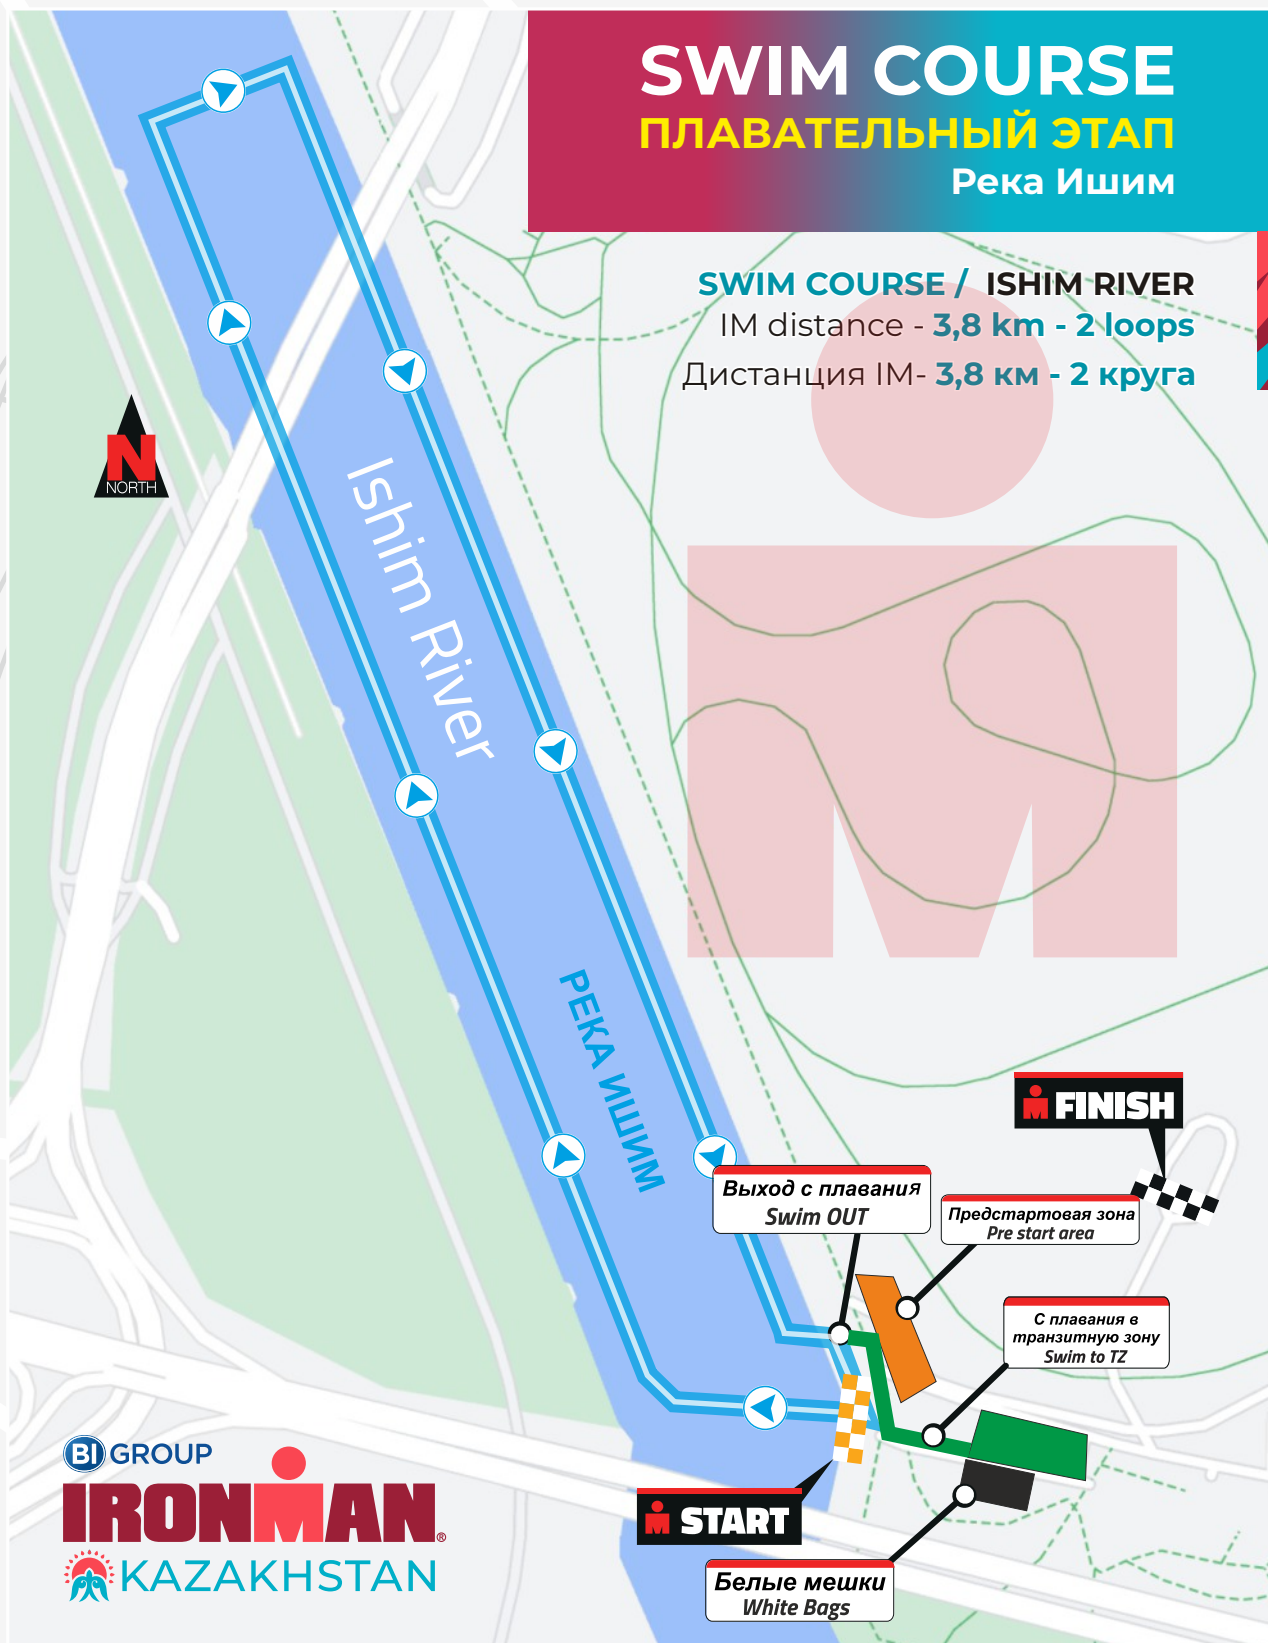 SWIM COURSE
ПЛАВАТЕЛЬНЫЙ ЭТАП
Река Ишим
SWIM COURSE / ISHIM RIVER
IM distance - 3,8 km - 2 loops
Дистанция IM- 3,8 км - 2 круга
N
NORTH
Ishim River
РЕКА ИШИМ
FINISH
Выход с плавания
Swim OUT
Предстартовая зона
Pre start area
С плавания в
транзитную зону
Swim to TZ
START
Белые мешки
White Bags
BI GROUP
IRONMAN®
KAZAKHSTAN